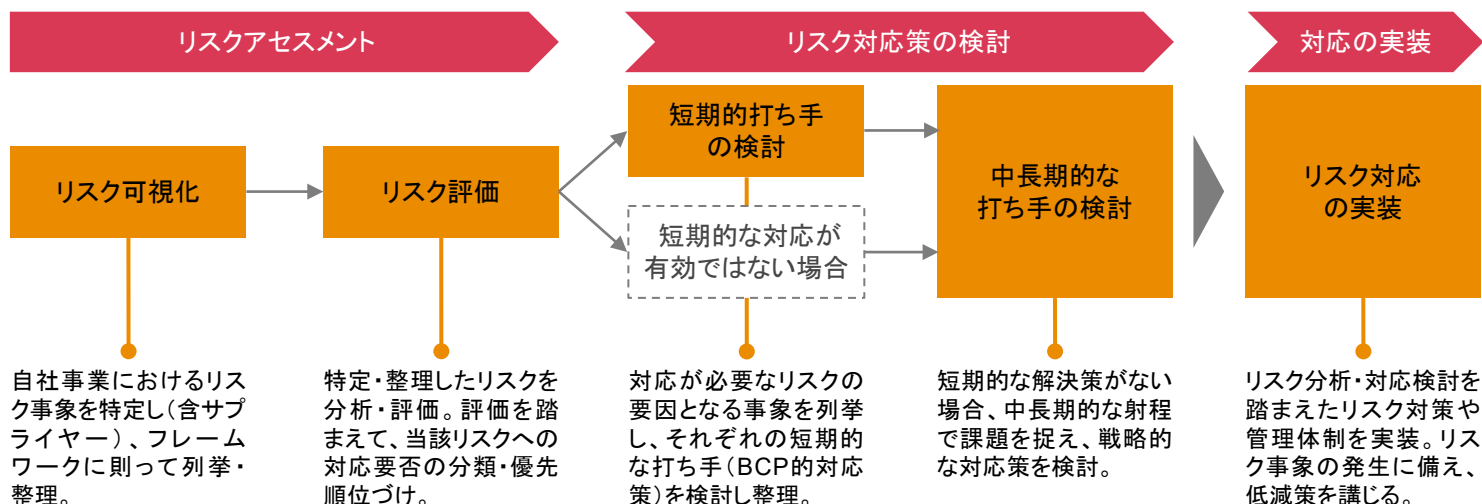 リスクアセスメント
リスク対応策の検討
対応の実装
リスク可視化
リスク評価
短期的打ち手
の検討
短期的な対応が
有効ではない場合
中長期的な
打ち手の検討
リスク対応
の実装
自社事業におけるリス
ク事象を特定し(含サプ
ライヤー)、フレーム
ワークに則って列挙・
整理。
特定・整理したリスクを
分析・評価。評価を踏
まえて、当該リスクへの
対応要否の分類・優先
順位づけ。
対応が必要なリスクの
要因となる事象を列挙
し、それぞれの短期的
な打ち手(BCP的対応
策)を検討し整理。
短期的な解決策がない
場合、中長期的な射程
で課題を捉え、戦略的
な対応策を検討。
リスク分析・対応検討を
踏まえたリスク対策や
管理体制を実装。リス
ク事象の発生に備え、
低減策を講じる。